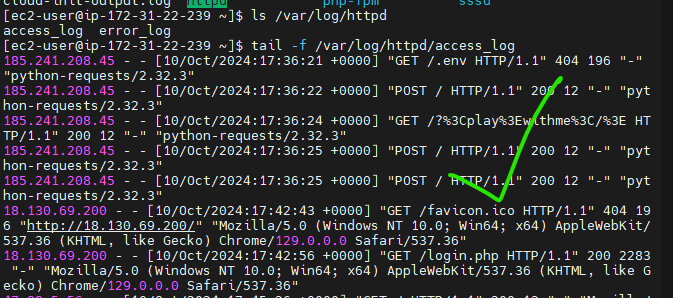 cloud-init-output.log  httpd          php-fpm     sssd
[ec2-user@ip-172-31-22-239 ~]$ ls /var/log/httpd
access_log  error_log
[ec2-user@ip-172-31-22-239 ~]$ tail -f /var/log/httpd/access_log
185.241.208.45 - - [10/Oct/2024:17:36:21 +0000] "GET /.env HTTP/1.1" 404 196 "-"
"python-requests/2.32.3"
185.241.208.45 - - [10/Oct/2024:17:36:22 +0000] "POST / HTTP/1.1" 200 12 "-" "pyt
hon-requests/2.32.3"
185.241.208.45 - - [10/Oct/2024:17:36:24 +0000] "GET /?%3Cplay%3Ewithme%3C/%3E HT
TP/1.1" 200 12 "-" "python-requests/2.32.3"
185.241.208.45 - - [10/Oct/2024:17:36:25 +0000] "POST / HTTP/1.1" 200 12 "-" "pyt
hon-requests/2.32.3"
185.241.208.45 - - [10/Oct/2024:17:36:25 +0000] "POST / HTTP/1.1" 200 12 "-" "pyt
hon-requests/2.32.3"
18.130.69.200 - - [10/Oct/2024:17:42:43 +0000] "GET /favicon.ico HTTP/1.1" 404 19
6 "http://18.130.69.200/" "Mozilla/5.0 (Windows NT 10.0; Win64; x64) AppleWebKit/
537.36 (KHTML, like Gecko) Chrome/129.0.0.0 Safari/537.36"
18.130.69.200 - - [10/Oct/2024:17:42:56 +0000] "GET /login.php HTTP/1.1" 200 2283
"-" "Mozilla/5.0 (Windows NT 10.0; Win64; x64) AppleWebKit/537.36 (KHTML, like G
ecko) Chrome/129.0.0.0 Safari/537.36"